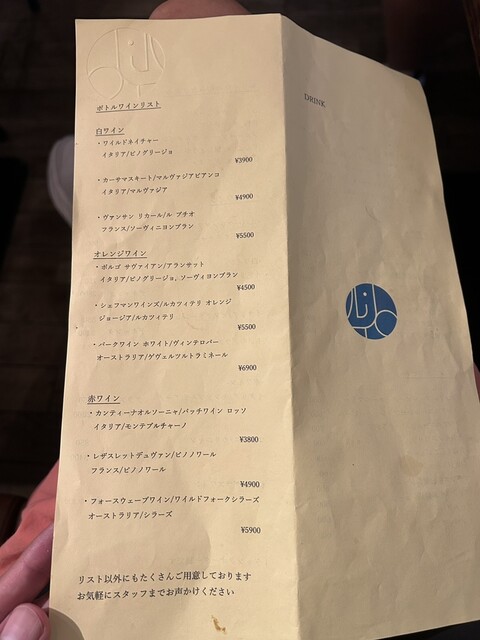 ボトルワインリスト
白ワイン
・ワイルドネイチャー
イタリア/ピノグリージョ
¥3900
・カーサマスキート/マルヴァジアビアンコ
イタリア/マルヴァジア
¥4900
・ヴァンサン リカール/ル プチオ
フランス/ソーヴィニヨンブラン
¥5500
オレンジワイン
・ボルゴ サヴァイアン/アランサット
イタリア/ピノグリージョ, ソーヴィヨンブラン
¥4500
・シェフマンワインズ/ルカツィテリ オレンジ
ジョージア/ルカツィテリ
¥5500
・パークワイン ホワイト/ヴィンテロパー
オーストラリア/ゲヴェルツルトラミネール
¥6900
赤ワイン
・カンティーナオルソーニャ/バッチワイン ロッソ
イタリア/モンテプルチャーノ
¥3800
・レザスレットデュヴァン/ピノノワール
フランス/ピノノワール
¥4900
・フォースウェーブワイン/ワイルドフォークシラーズ
オーストラリア/シラーズ
¥5900
リスト以外にもたくさんご用意しております
お気軽にスタッフまでお声かけください
DRINK